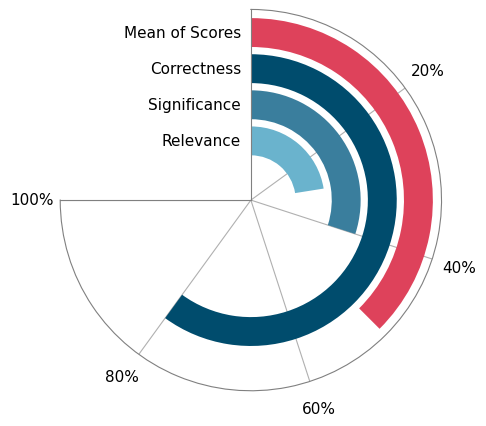 Mean of Scores
Correctness
Significance
Relevance
20%
40%
60%
80%
100%